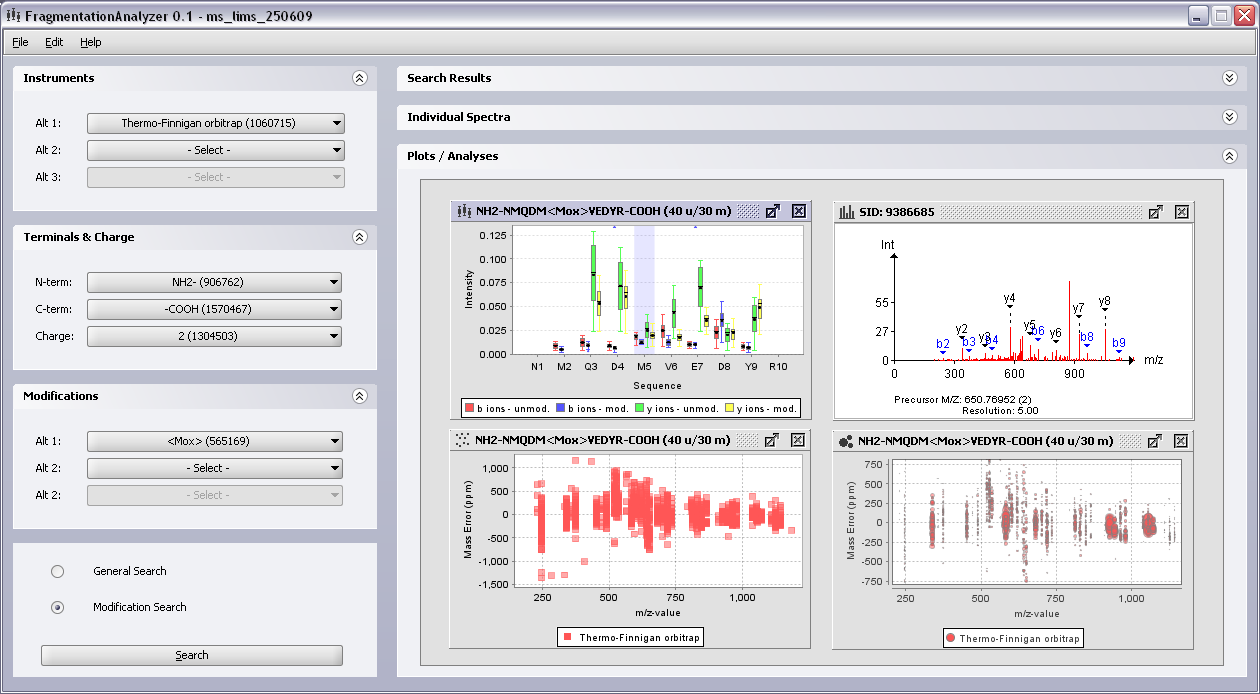 FragmentationAnalyzer 0.1 - ms_lims_250609
File Edit Help
Instruments
Alt 1: Thermo-Finnigan orbitrap (1060715)
Alt 2: - Select -
Alt 3: - Select -
Terminals & Charge
N-term: NH2- (906762)
C-term: -COOH (1570467)
Charge: 2 (1304503)
Modifications
Alt 1: <Mox> (565169)
Alt 2: - Select -
Alt 2: - Select -
General Search
Modification Search
Search
Search Results
Individual Spectra
Plots / Analyses
NH2-NMQDM<Mox>VEDYR-COOH (40 u/30 m)
Intensity
0.125
0.100
0.075
0.050
0.025
0.000
N1 M2 Q3 D4 M5 V6 E7 D8 Y9 R10
Sequence
b ions - unmod. b ions - mod. y ions - unmod. y ions - mod.
SID: 9386685
Int
55
27
0
y4
y8
y7
y5 b6 y6
y2
b2 b3 b4 b8 b9
0 300 600 900
m/z
Precursor M/Z: 650.76952 (2)
Resolution: 5.00
NH2-NMQDM<Mox>VEDYR-COOH (40 u/30 m)
Mass Error (ppm)
1,000
500
0
-500
-1,000
-1,500
250 500 750 1,000
m/z-value
Thermo-Finnigan orbitrap
NH2-NMQDM<Mox>VEDYR-COOH (40 u/30 m)
Mass Error (ppm)
750
500
250
0
-250
-500
-750
250 500 750 1,000
m/z-value
Thermo-Finnigan orbitrap